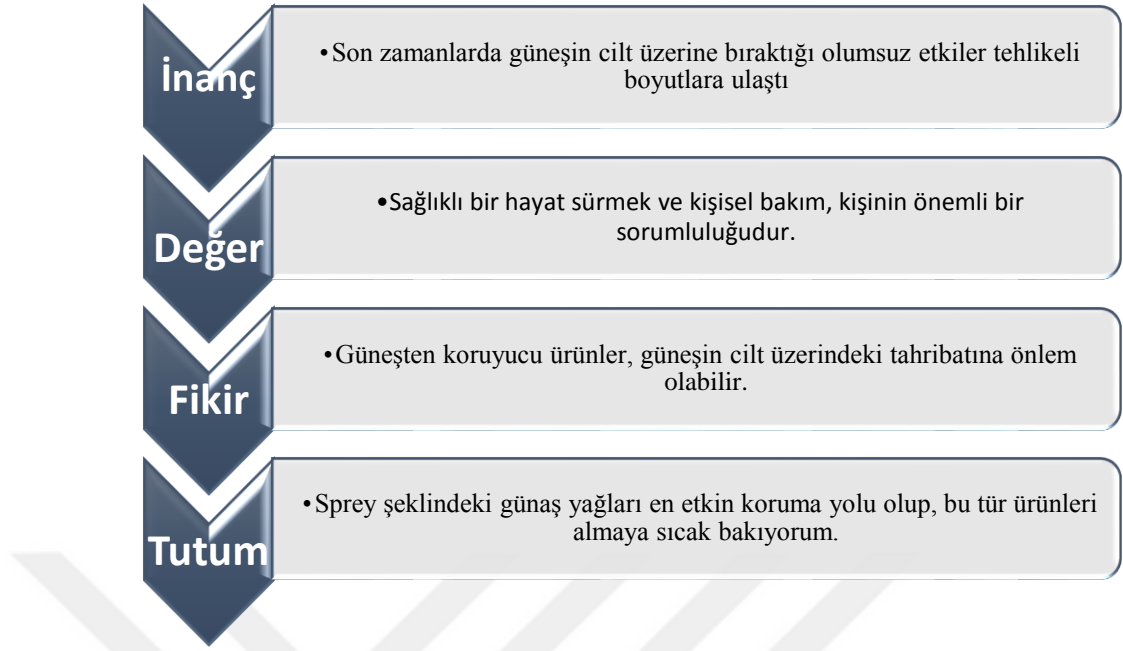 İnanç
•Son zamanlarda güneşin cilt üzerine bıraktığı olumsuz etkiler tehlikeli
boyutlara ulaştı
Değer
•Sağlıklı bir hayat sürmek ve kişisel bakım, kişinin önemli bir
sorumluluğudur.
Fikir
•Güneşten koruyucu ürünler, güneşin cilt üzerindeki tahribatına önlem
olabilir.
Tutum
•Sprey şeklindeki günaş yağları en etkin koruma yolu olup, bu tür ürünleri
almaya sıcak bakıyorum.